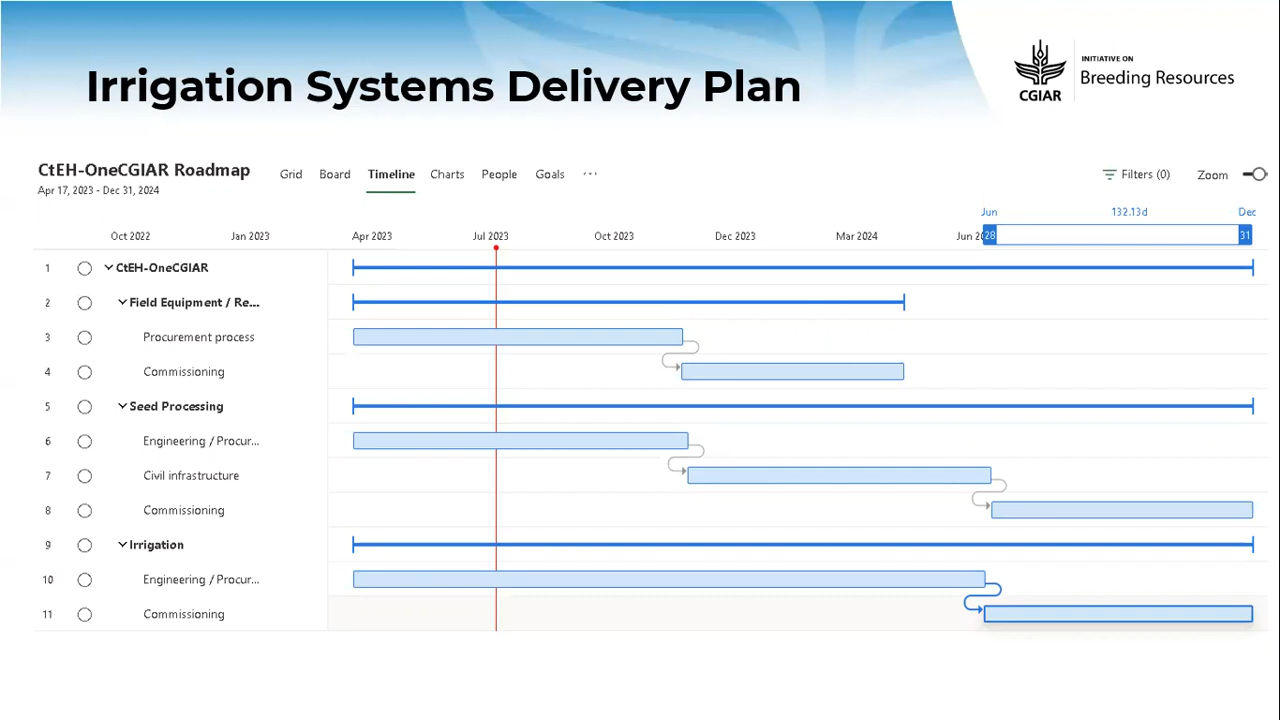 Irrigation Systems Delivery Plan
INITIATIVE ON
Breeding Resources
CGIAR
CtEH-OneCGIAR Roadmap
Apr 17, 2023 - Dec 31, 2024
Grid Board Timeline Charts People Goals ...
Filters (0) Zoom
Jun 132.13d Dec
Oct 2022 Jan 2023 Apr 2023 Jul 2023 Oct 2023 Dec 2023 Mar 2024 Jun 28 31
1 CtEH-OneCGIAR
2 Field Equipment / Re...
3 Procurement process
4 Commissioning
5 Seed Processing
6 Engineering / Procur...
7 Civil infrastructure
8 Commissioning
9 Irrigation
10 Engineering / Procur...
11 Commissioning